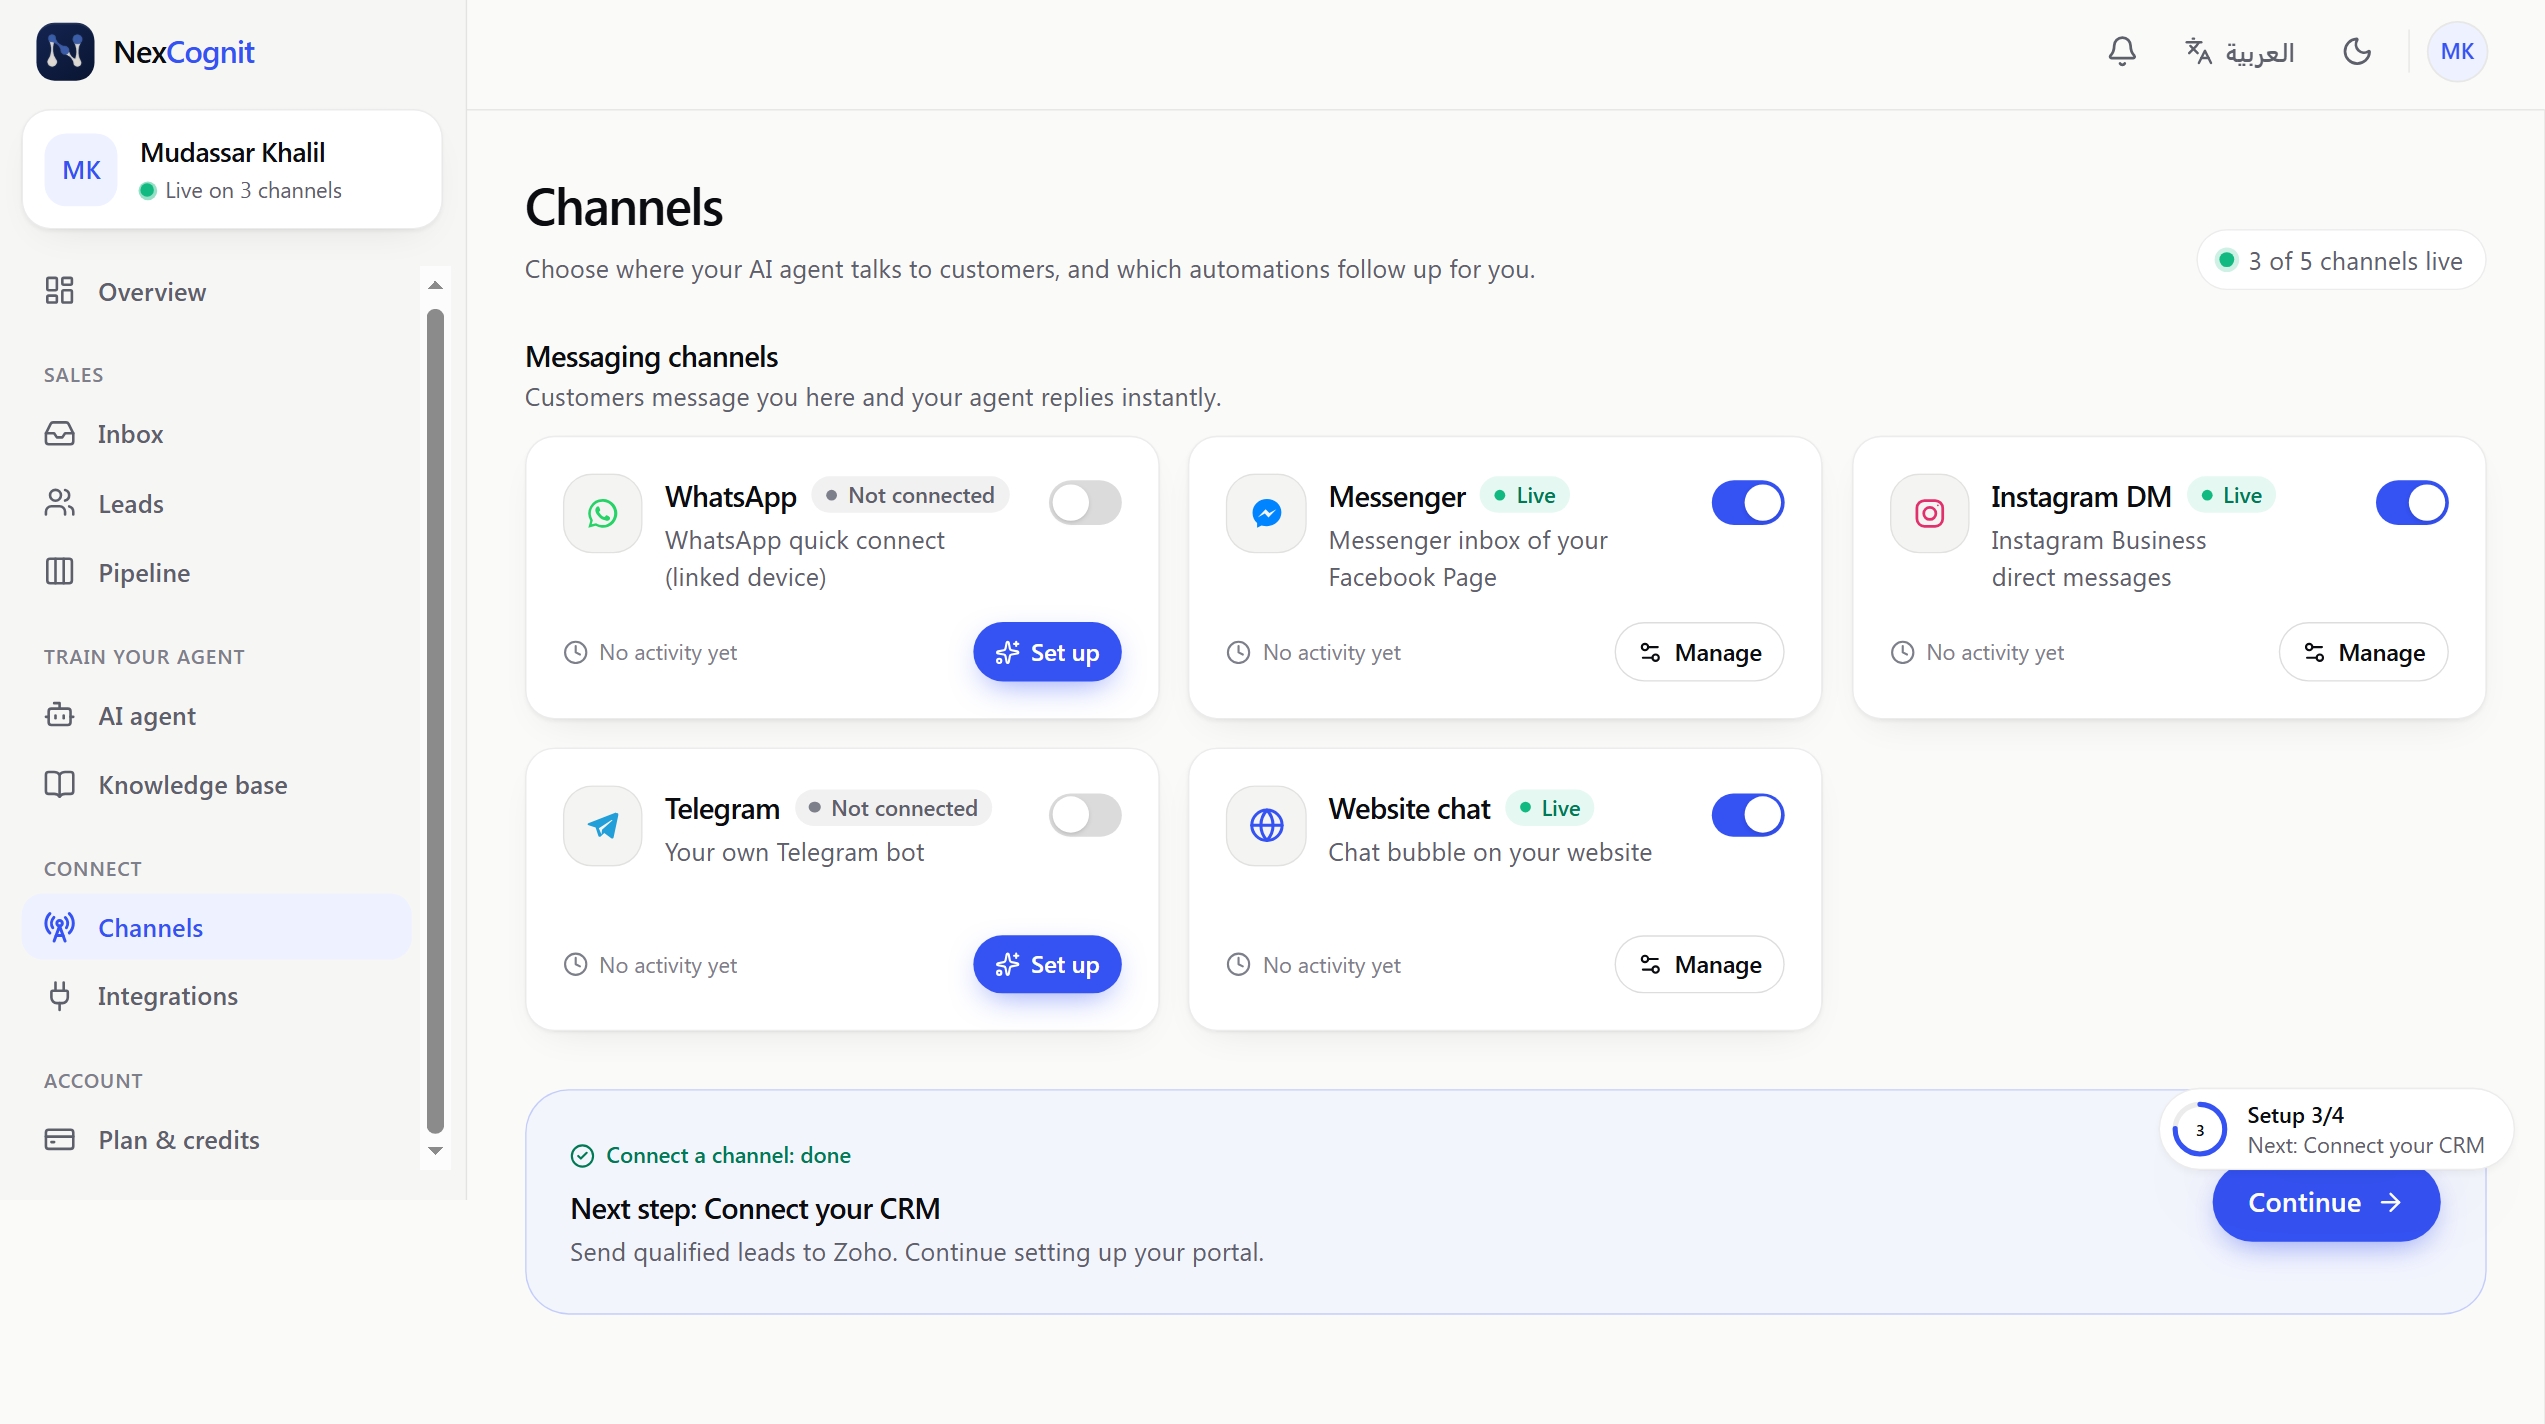 NexCognit
العربية
MK
MK
Mudassar Khalil
Live on 3 channels
Overview
SALES
Inbox
Leads
Pipeline
TRAIN YOUR AGENT
AI agent
Knowledge base
CONNECT
Channels
Integrations
ACCOUNT
Plan & credits
Channels
Choose where your AI agent talks to customers, and which automations follow up for you.
3 of 5 channels live
Messaging channels
Customers message you here and your agent replies instantly.
WhatsApp
Not connected
WhatsApp quick connect
(linked device)
No activity yet
Set up
Messenger
Live
Messenger inbox of your
Facebook Page
No activity yet
Manage
Instagram DM
Live
Instagram Business
direct messages
No activity yet
Manage
Telegram
Not connected
Your own Telegram bot
No activity yet
Set up
Website chat
Live
Chat bubble on your website
No activity yet
Manage
Connect a channel: done
Next step: Connect your CRM
Send qualified leads to Zoho. Continue setting up your portal.
3
Setup 3/4
Next: Connect your CRM
Continue